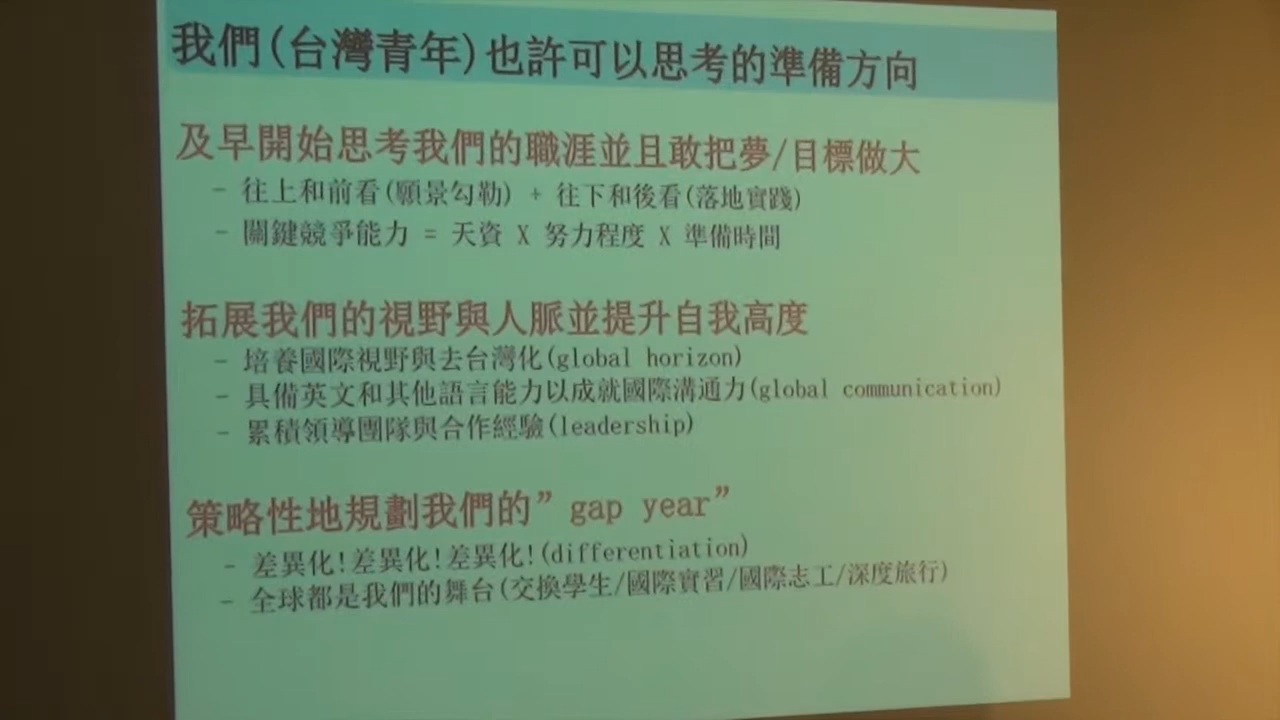 我們(台灣青年)也許可以思考的準備方向
及早開始思考我們的職涯並且敢把夢/目標做大
- 往上和前看(願景勾勒) + 往下和後看(落地實踐)
- 關鍵競爭能力 = 天資 X 努力程度 X 準備時間
拓展我們的視野與人脈並提升自我高度
- 培養國際視野與去台灣化(global horizon)
- 具備英文和其他語言能力以成就國際溝通力(global communication)
- 累積領導團隊與合作經驗(leadership)
策略性地規劃我們的”gap year”
- 差異化!差異化!差異化!(differentiation)
- 全球都是我們的舞台(交換學生/國際實習/國際志工/深度旅行)